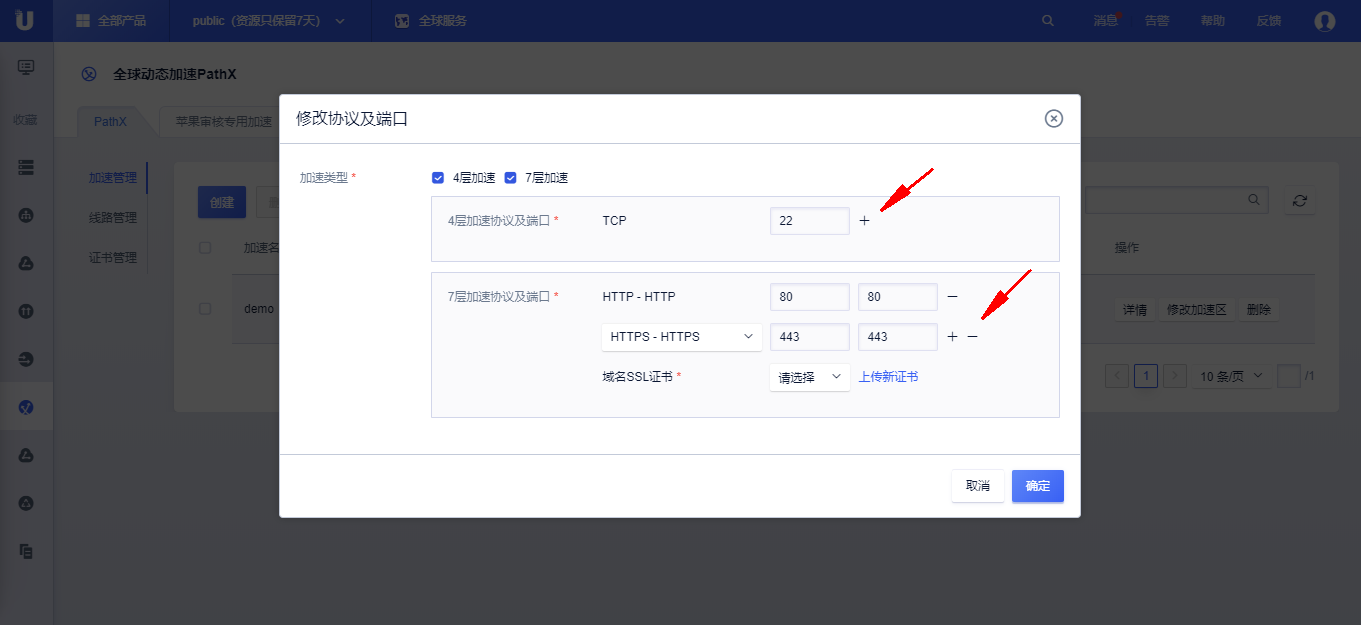 全部产品 public（资源只保留7天） 全球服务 消息 告警 帮助 反馈
全球动态加速PathX
收藏
PathX 苹果审核专用加速
修改协议及端口
加速管理
线路管理
证书管理
创建
加速名
操作
demo
详情 修改加速区 删除
1 10 条/页 /1
加速类型 * 4层加速 7层加速
4层加速协议及端口 * TCP 22 +
7层加速协议及端口 * HTTP - HTTP 80 80 −
HTTPS - HTTPS 443 443 + −
域名SSL证书 * 请选择 上传新证书
取消 确定